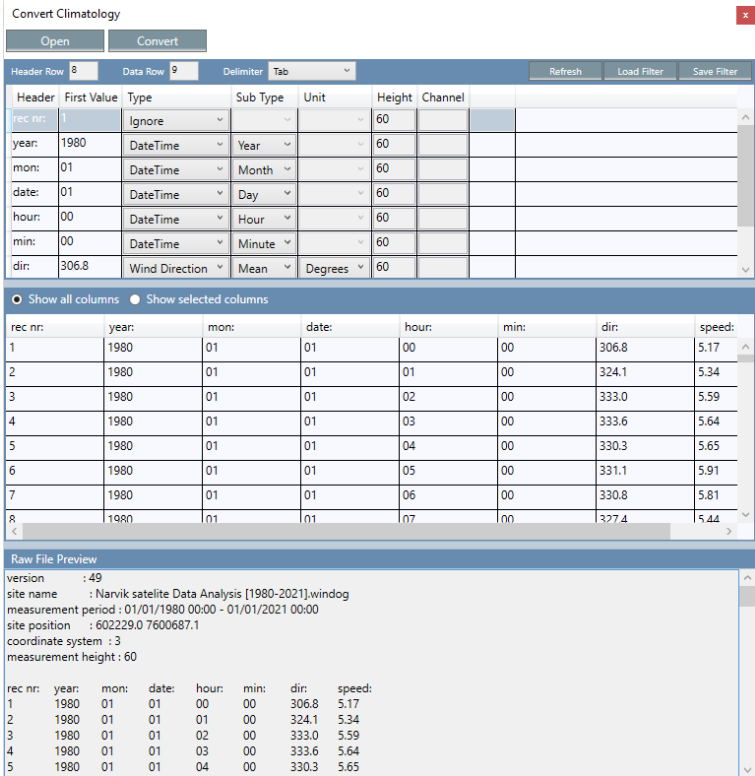 Convert Climatology x
Open Convert
Header Row 8 Data Row 9 Delimiter Tab Refresh Load Filter Save Filter
Header First Value Type Sub Type Unit Height Channel
rec nr: 1 Ignore 60
year: 1980 DateTime Year 60
mon: 01 DateTime Month 60
date: 01 DateTime Day 60
hour: 00 DateTime Hour 60
min: 00 DateTime Minute 60
dir: 306.8 Wind Direction Mean Degrees 60
Show all columns Show selected columns
rec nr: year: mon: date: hour: min: dir: speed:
1 1980 01 01 00 00 306.8 5.17
2 1980 01 01 01 00 324.1 5.34
3 1980 01 01 02 00 333.0 5.59
4 1980 01 01 03 00 333.6 5.64
5 1980 01 01 04 00 330.3 5.65
6 1980 01 01 05 00 331.1 5.91
7 1980 01 01 06 00 330.8 5.81
8 1980 01 01 07 00 327.4 5.44
Raw File Preview
version : 49
site name : Narvik satelite Data Analysis [1980-2021].windog
measurement period : 01/01/1980 00:00 - 01/01/2021 00:00
site position : 602229.0 7600687.1
coordinate system : 3
measurement height : 60
rec nr: year: mon: date: hour: min: dir: speed:
1 1980 01 01 00 00 306.8 5.17
2 1980 01 01 01 00 324.1 5.34
3 1980 01 01 02 00 333.0 5.59
4 1980 01 01 03 00 333.6 5.64
5 1980 01 01 04 00 330.3 5.65